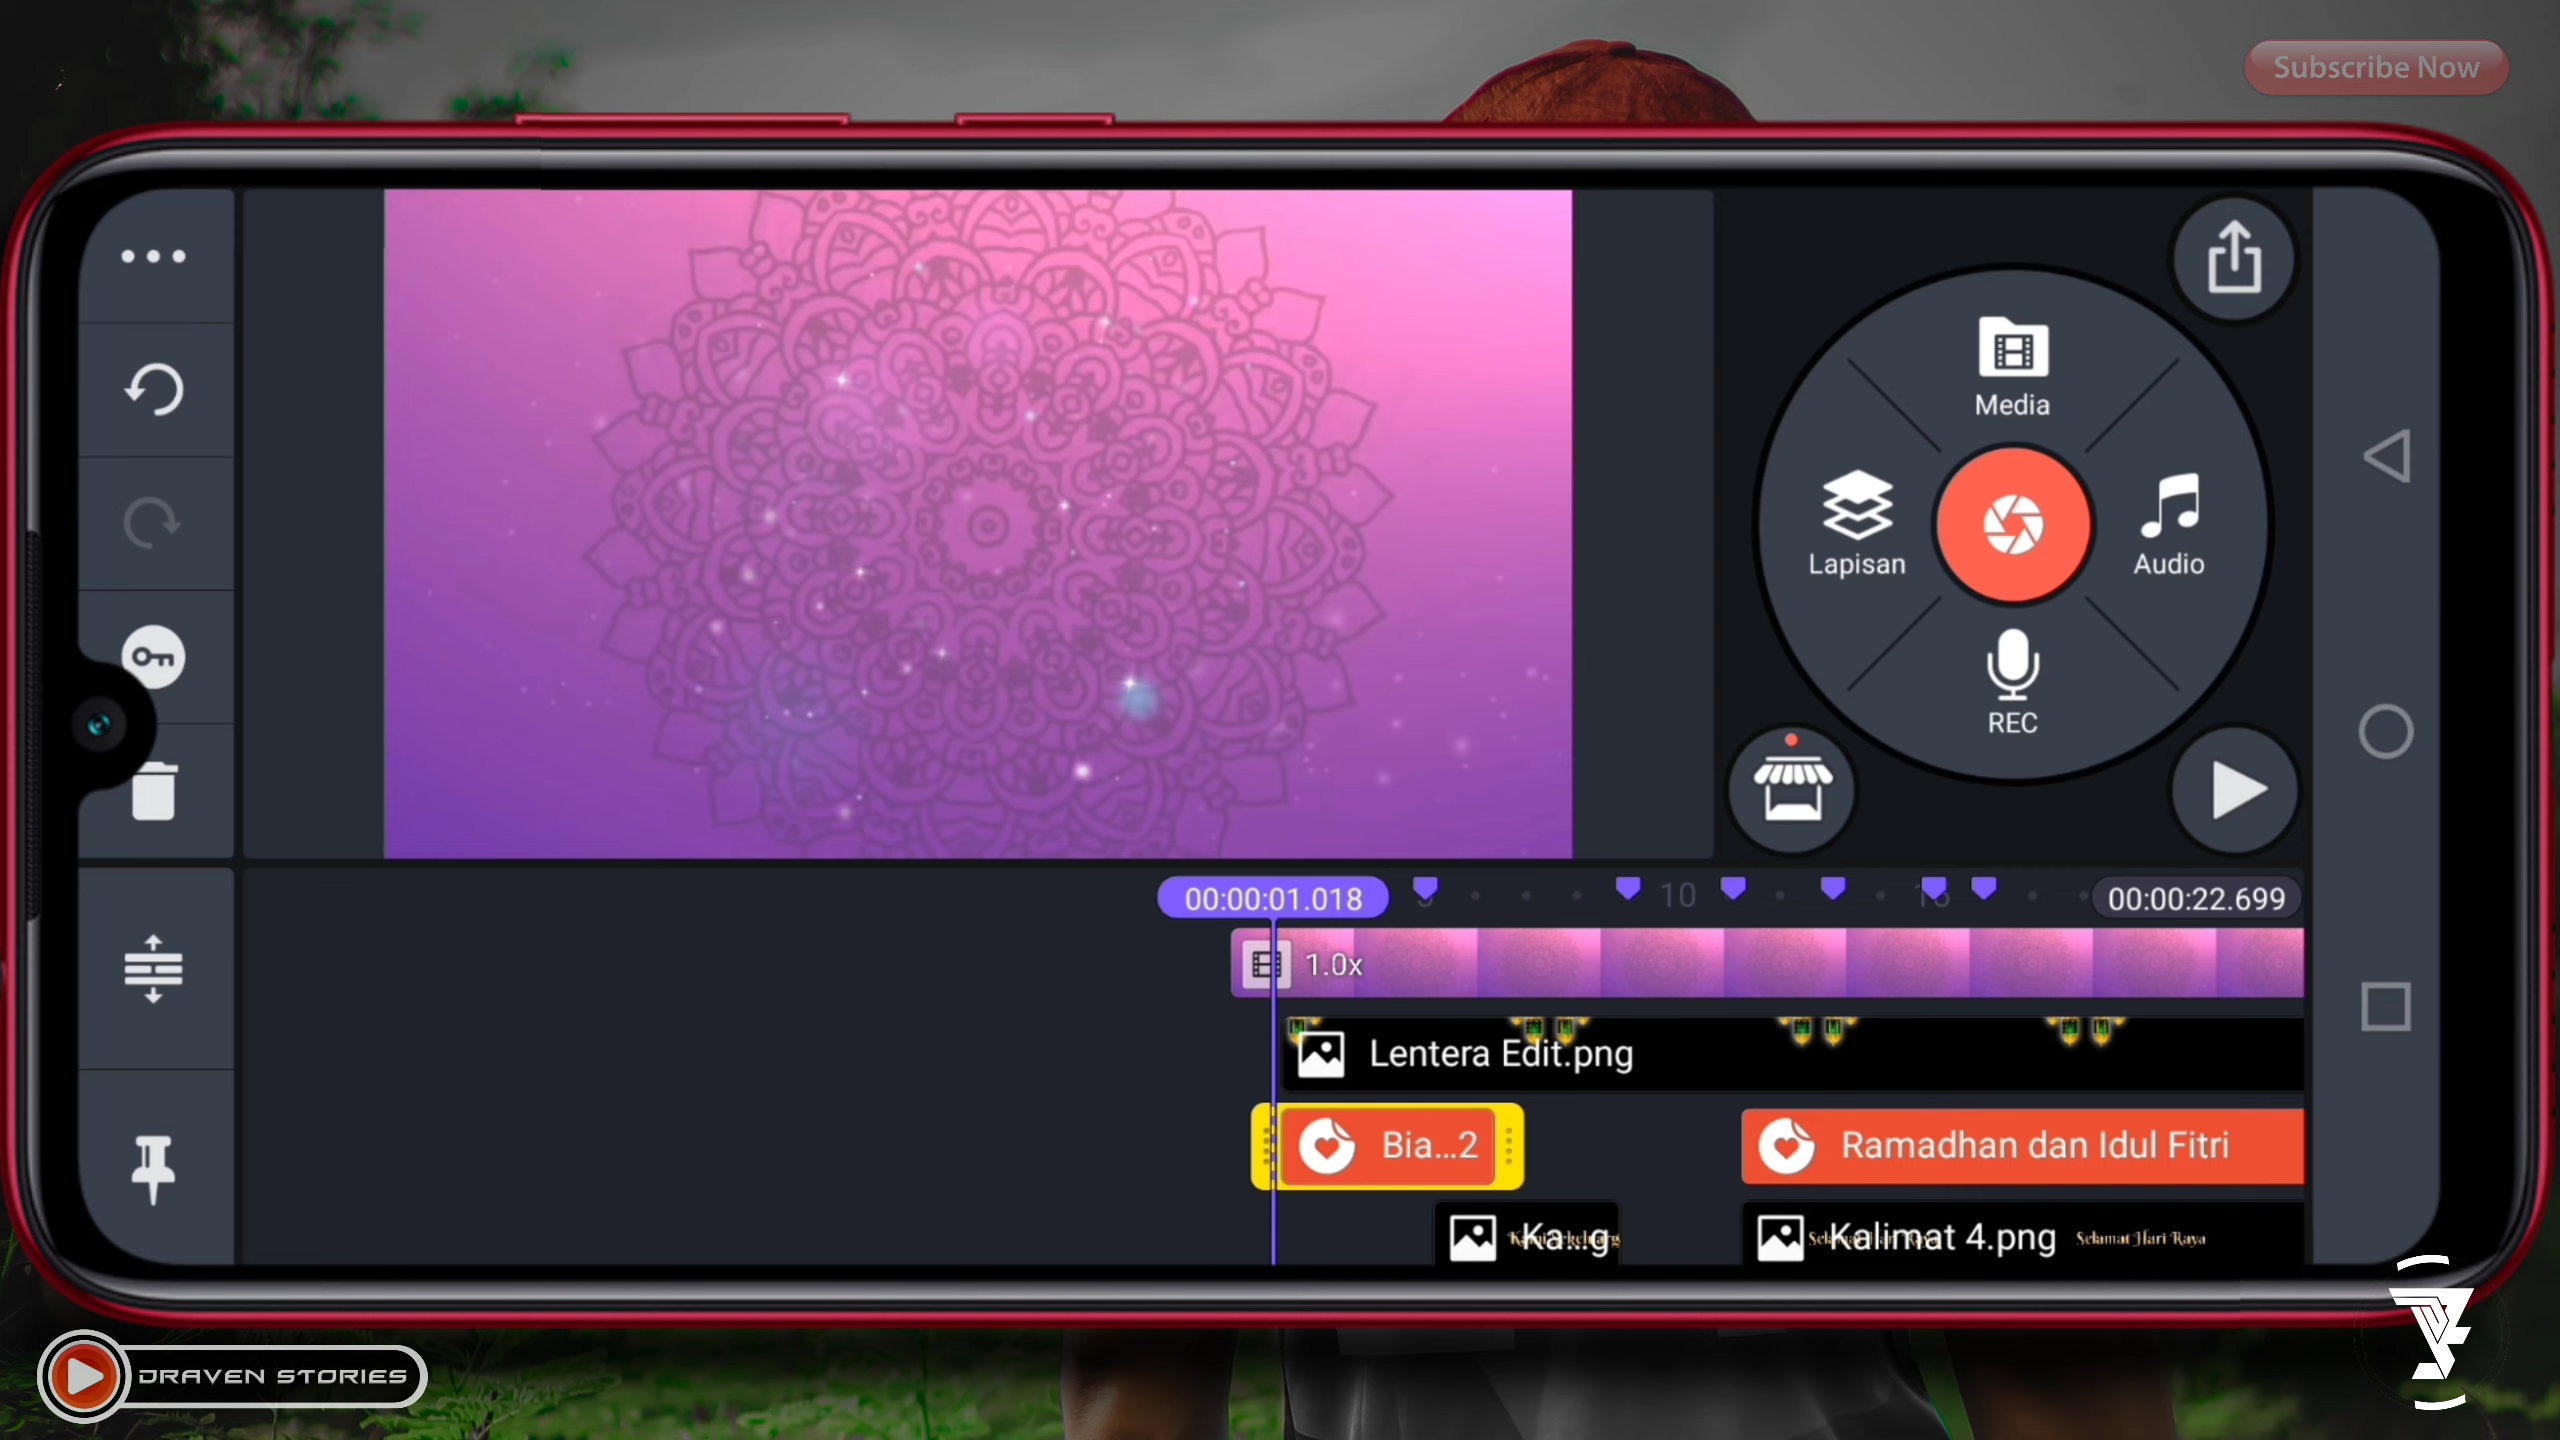 Subscribe Now
Media
Lapisan
Audio
REC
00:00:01.018
10
00:00:22.699
1.0x
Lentera Edit.png
Bia...2
Ramadhan dan Idul Fitri
Ka...g
Kalimat 4.png
Selamat Hari Raya
DRAVEN STORIES